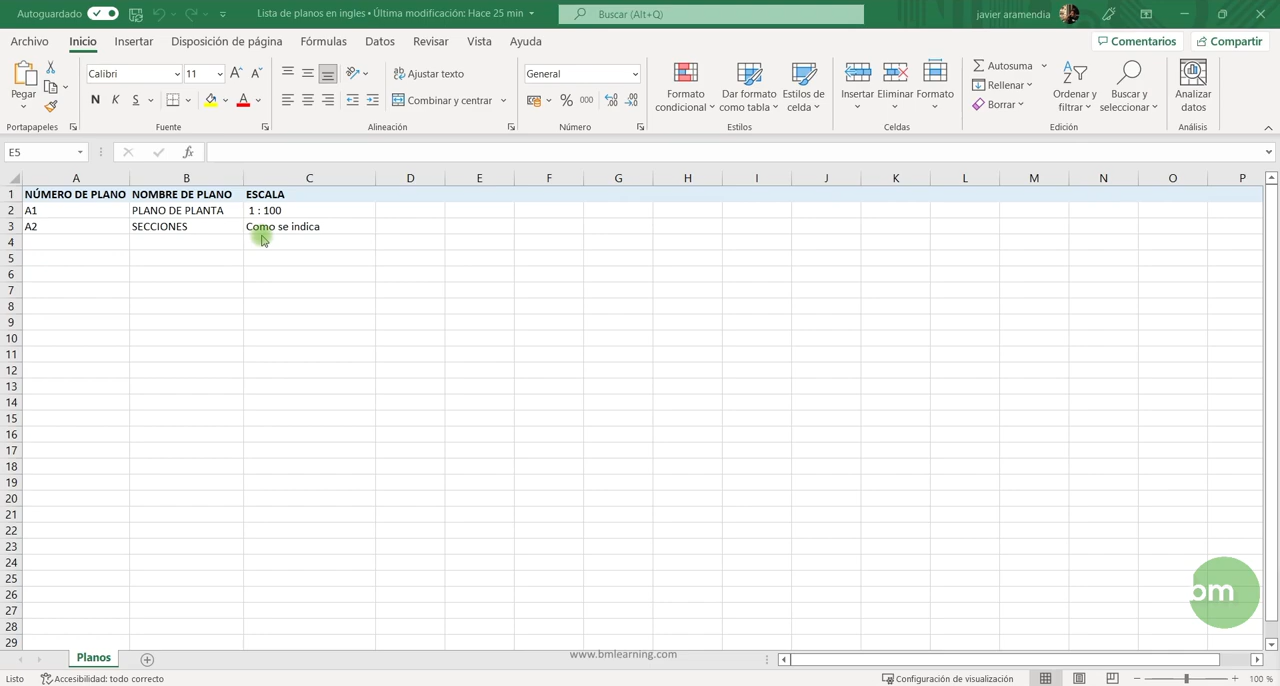 Autoguardado
Lista de planos en ingles • Última modificación: Hace 25 min
Buscar (Alt+Q)
javier aramendia
Archivo Inicio Insertar Disposición de página Fórmulas Datos Revisar Vista Ayuda
Comentarios Compartir
Pegar
Calibri 11
N K S
Ajustar texto
Combinar y centrar
General
% 000
Formato condicional
Dar formato como tabla
Estilos de celda
Insertar Eliminar Formato
Autosuma
Rellenar
Borrar
Ordenar y filtrar
Buscar y seleccionar
Analizar datos
Portapapeles Fuente Alineación Número Estilos Celdas Edición Análisis
E5 fx
A B C D E F G H I J K L M N O P
1 NÚMERO DE PLANO NOMBRE DE PLANO ESCALA
2 A1 PLANO DE PLANTA 1 : 100
3 A2 SECCIONES Como se indica
4
5
6
7
8
9
10
11
12
13
14
15
16
17
18
19
20
21
22
23
24
25
26
27
28
29
bm
Planos
www.bmlearning.com
Listo Accesibilidad: todo correcto Configuración de visualización 100 %